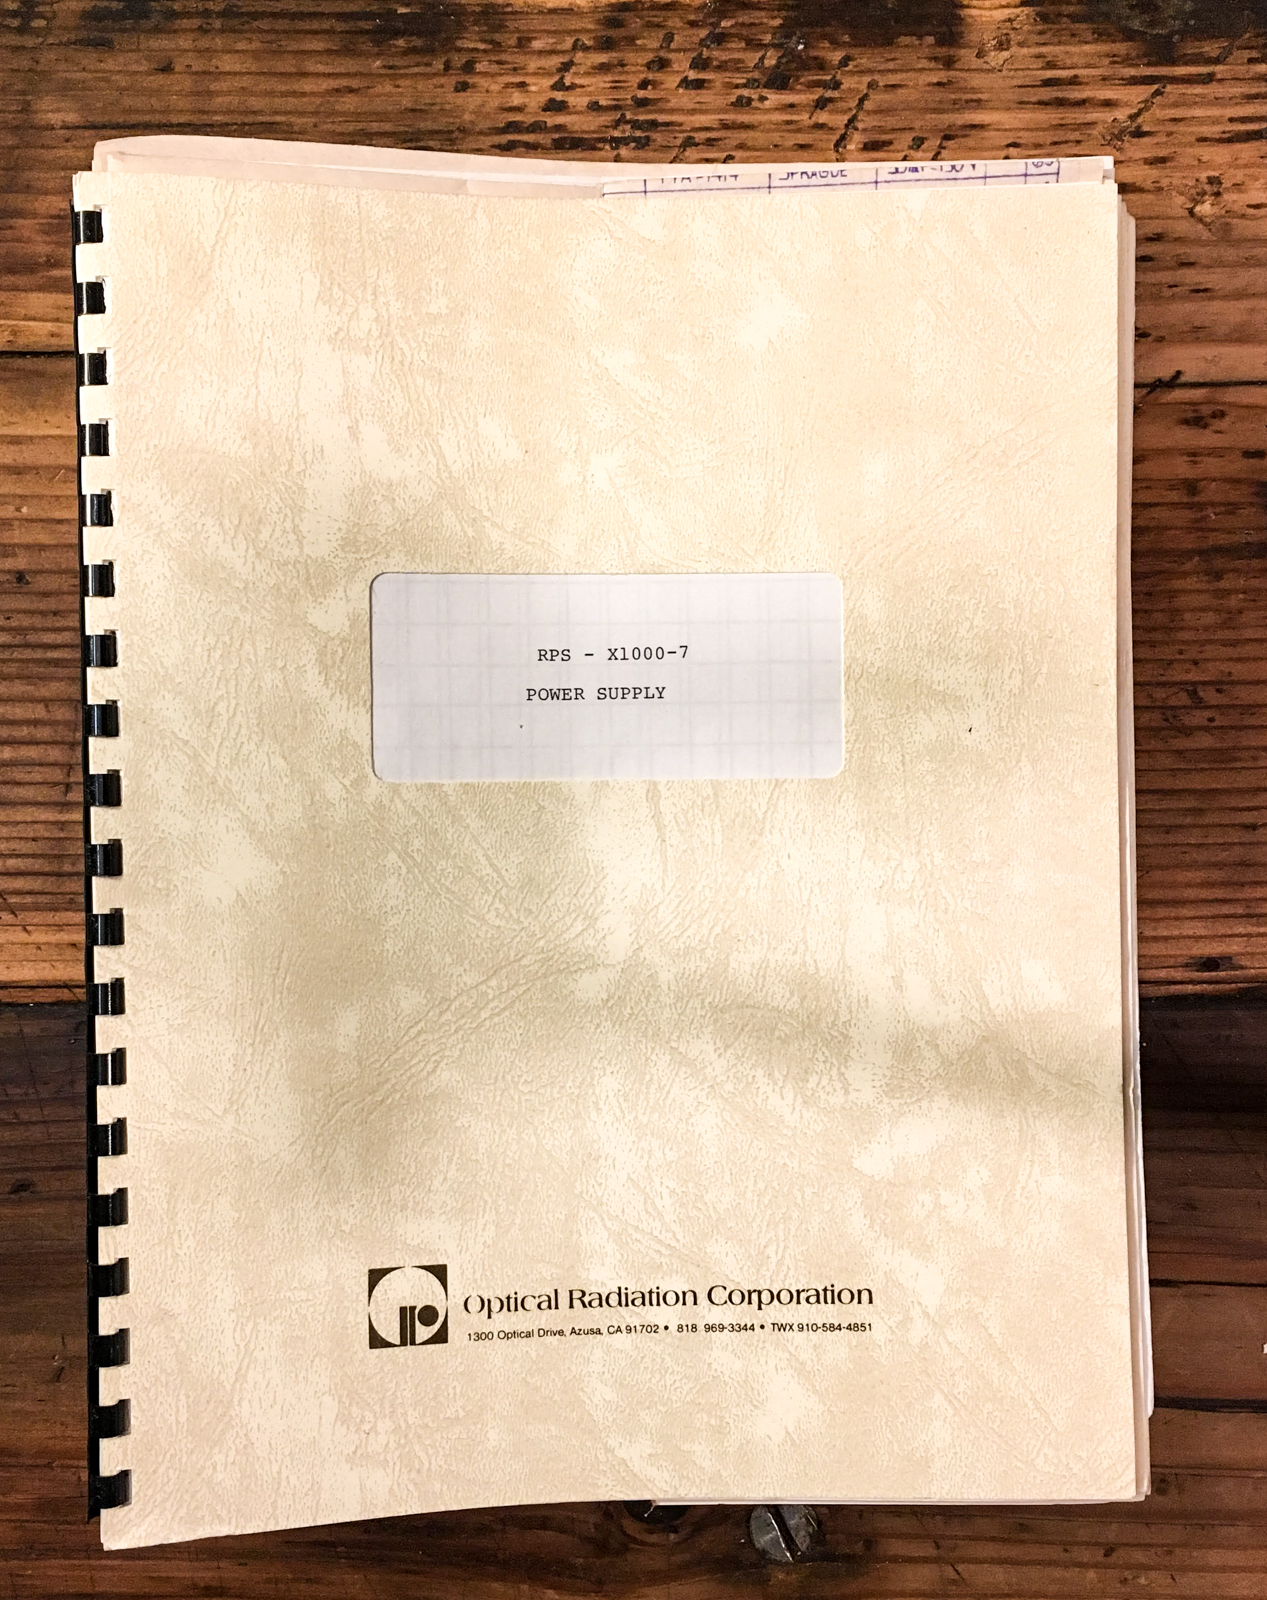 SPRAGUE
RPS - X1000-7
POWER SUPPLY
Optical Radiation Corporation
1300 Optical Drive, Azusa, CA 91702 • 818 969-3344 • TWX 910-584-4851